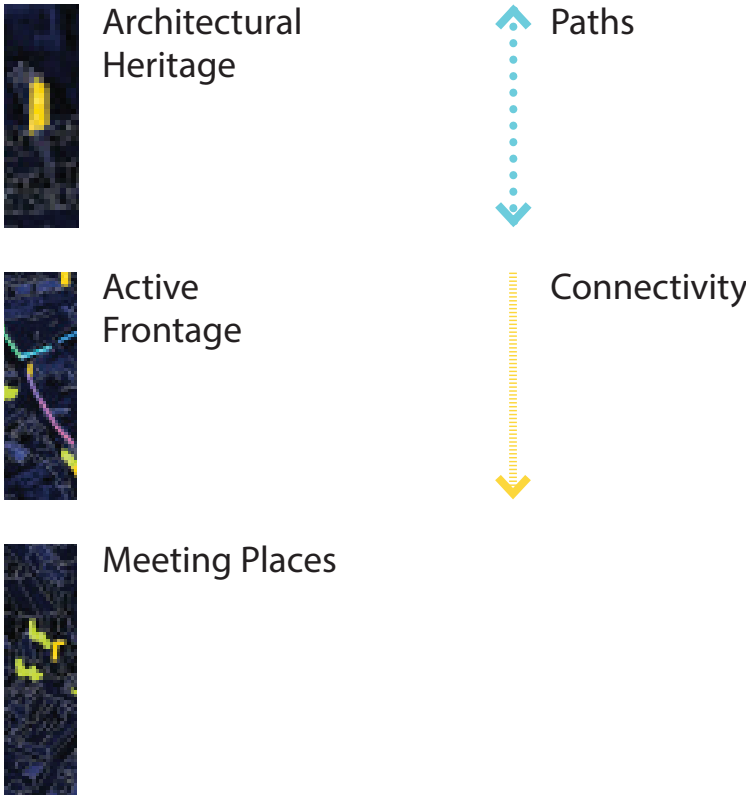 Architectural
Heritage
Paths
Active
Frontage
Connectivity
Meeting Places